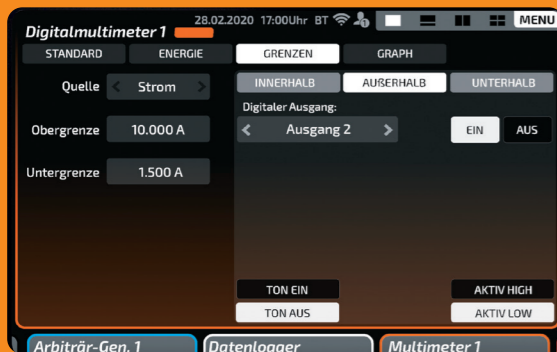 28.02.2020 17:00Uhr BT MENU
Digitalmultimeter 1
STANDARD ENERGIE GRENZEN GRAPH
Quelle < Strom > INNERHALB AUßERHALB UNTERHALB
Digitaler Ausgang:
Obergrenze 10.000 A < Ausgang 2 > EIN AUS
Untergrenze 1.500 A
TON EIN AKTIV HIGH
TON AUS AKTIV LOW
Arbiträr-Gen. 1 Datenlogger Multimeter 1